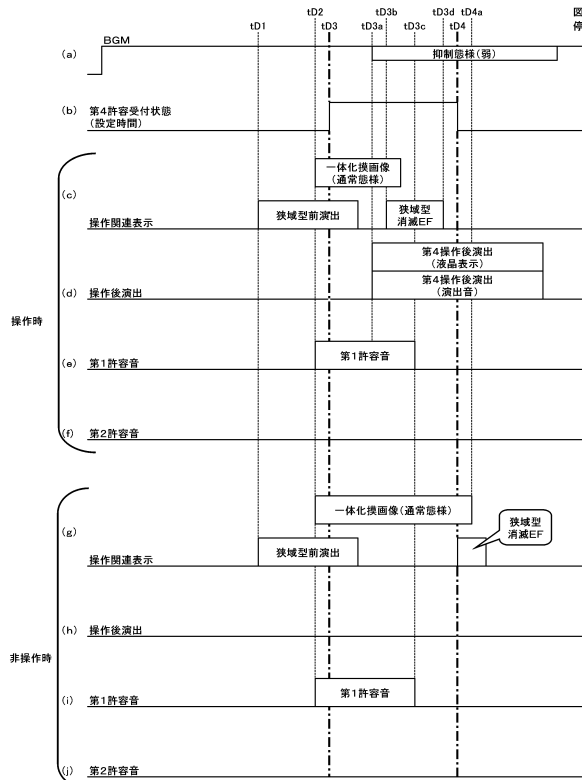 tD2 tD3b tD3d tD4a 図
tD1 tD3 tD3a tD3c tD4 停
BGM
(a) 抑制態様(弱)
(b) 第4許容受付状態
(設定時間)
一体化摸画像
(通常態様)
(c)
狭域型前演出 狭域型
消滅EF
操作関連表示
第4操作後演出
(液晶表示)
第4操作後演出
(演出音)
(d) 操作後演出
操作時
第1許容音
(e) 第1許容音
(f) 第2許容音
一体化摸画像(通常態様)
狭域型
消滅EF
(g)
狭域型前演出
操作関連表示
(h) 操作後演出
非操作時
第1許容音
(i) 第1許容音
(j) 第2許容音